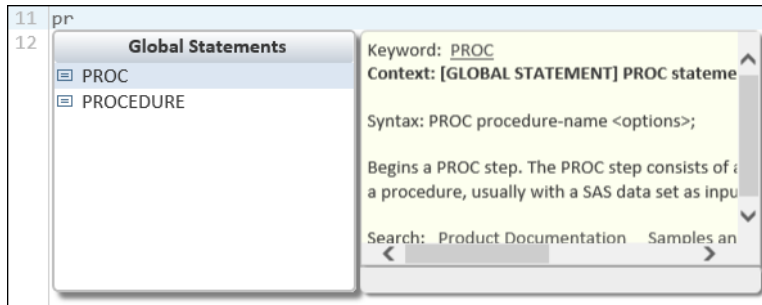 11 pr
12
Global Statements
PROC
PROCEDURE
Keyword: PROC
Context: [GLOBAL STATEMENT] PROC stateme
Syntax: PROC procedure-name <options>;
Begins a PROC step. The PROC step consists of a
a procedure, usually with a SAS data set as inpu
Search: Product Documentation Samples an